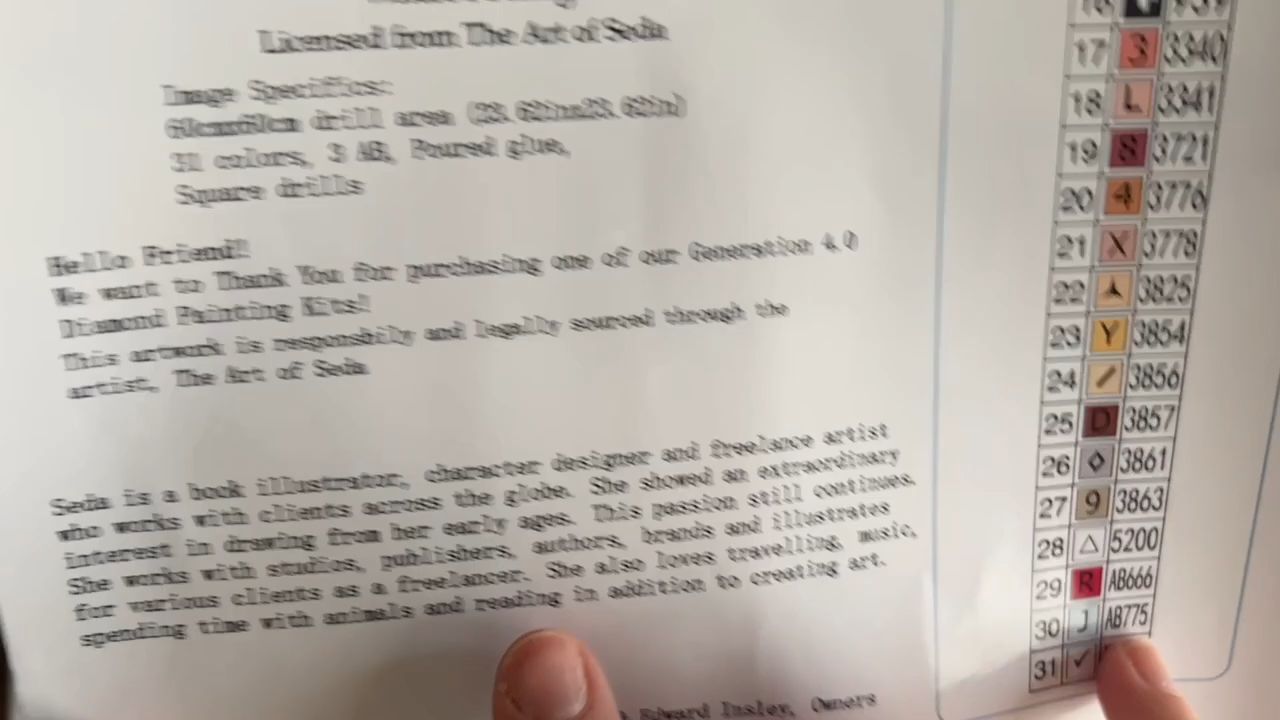 Licensed from The Art of Seda
Image Specifics:
60cmx60cm drill area (23.62inx23.62in)
31 colors, 3 AB, Poured glue,
Square drills
Hello Friend!
We want to Thank You for purchasing one of our Generation 4.0
Diamond Painting Kits!
This artwork is responsbily and legally sourced through the
artist, The Art of Seda
Seda is a book illustrator, character designer and freelance artist
who works with clients across the globe. She showed an extraordinary
interest in drawing from her early ages. This passion still continues.
She works with studios, publishers, authors, brands and illustrates
for various clients as a freelancer. She also loves travelling, music,
spending time with animals and reading in addition to creating art.
Edward Insley, Owners
16
17 3 3340
18 L 3341
19 8 3721
20 4 3776
21 X 3778
22 3825
23 Y 3854
24 / 3856
25 D 3857
26 ◇ 3861
27 9 3863
28 △ 5200
29 R AB666
30 J AB775
31 ✓